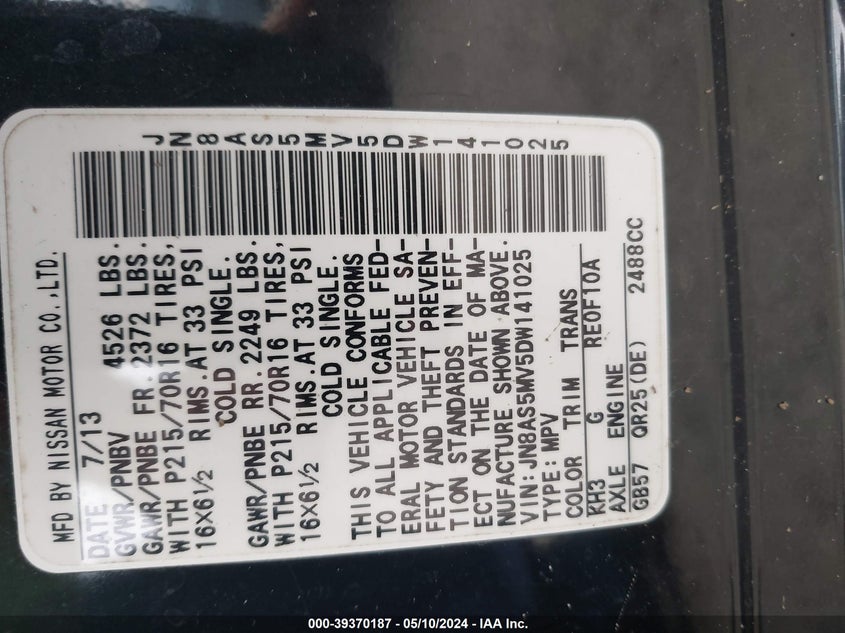 JN8AS5MV5DW141025
MFD BY NISSAN MOTOR CO.,LTD.
DATE 7/13
GVWR/PNBV 4526 LBS.
GAWR/PNBE FR.2372 LBS.
WITH P215/70R16 TIRES,
16X6½ RIMS.AT 33 PSI
COLD SINGLE.
GAWR/PNBE RR.2249 LBS.
WITH P215/70R16 TIRES,
16X6½ RIMS.AT 33 PSI
COLD SINGLE.
THIS VEHICLE CONFORMS
TO ALL APPLICABLE FED-
ERAL MOTOR VEHICLE SA-
FETY AND THEFT PREVEN-
TION STANDARDS IN EFF-
ECT ON THE DATE OF MA-
NUFACTURE SHOWN ABOVE.
VIN: JN8AS5MV5DW141025
TYPE: MPV
COLOR TRIM TRANS
KH3 G RE0F10A
AXLE ENGINE
GB57 QR25(DE) 2488CC
000-39370187 - 05/10/2024 - IAA Inc.